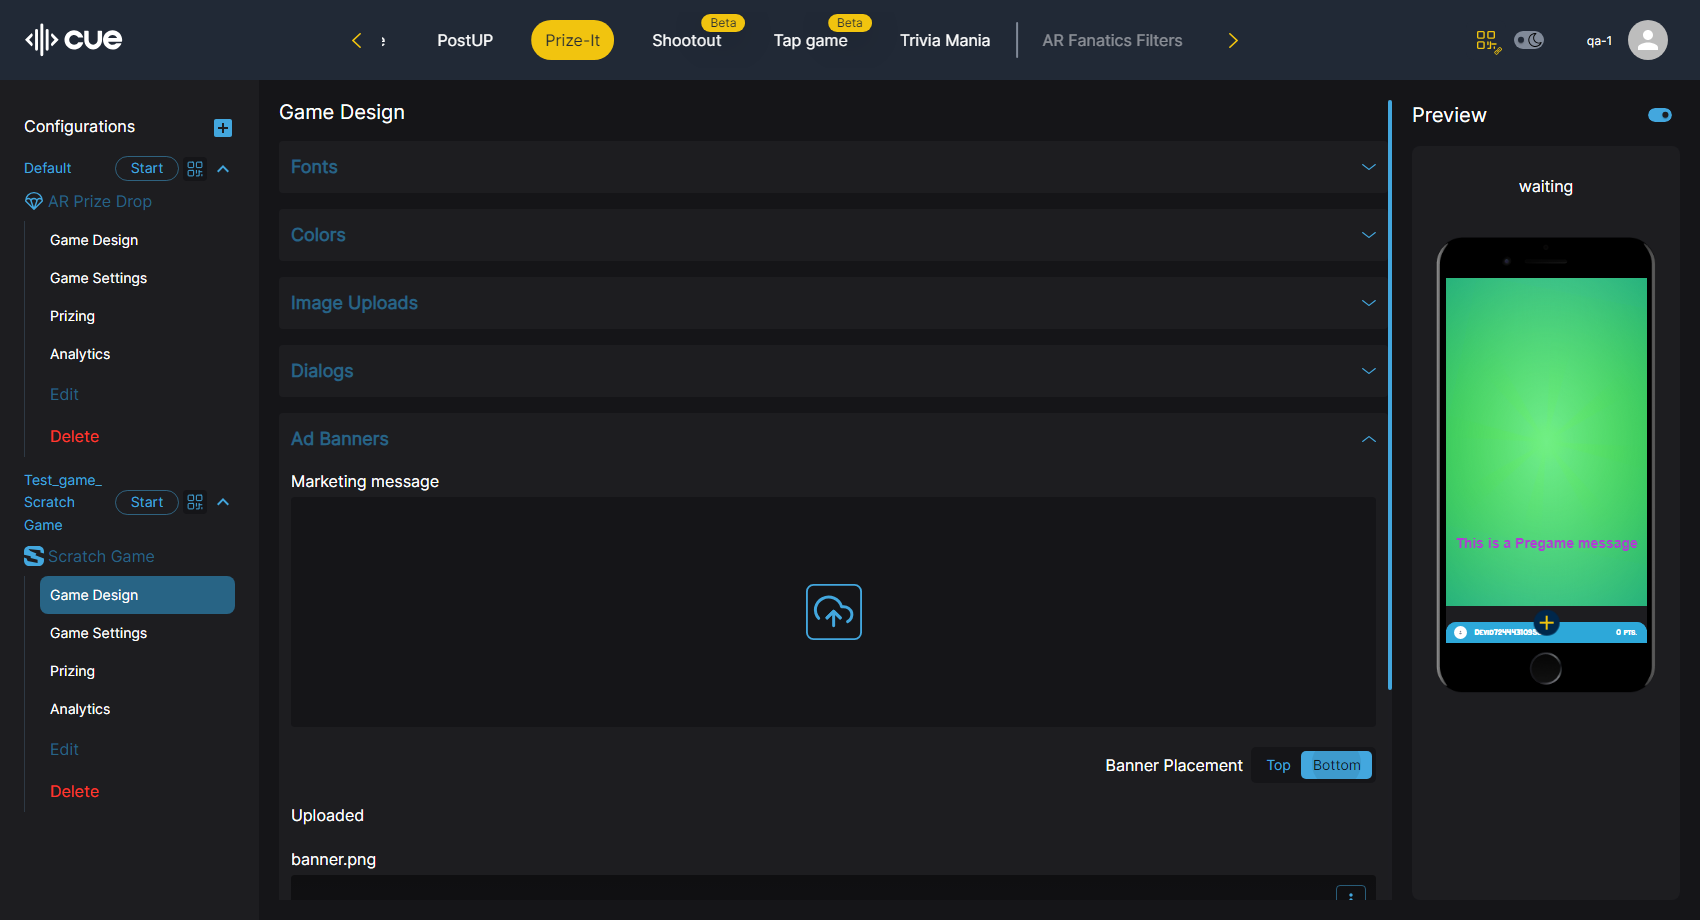 cue
PostUP
Prize-It
Shootout
Beta
Tap game
Beta
Trivia Mania
AR Fanatics Filters
qa-1
Configurations
Default
Start
AR Prize Drop
Game Design
Game Settings
Prizing
Analytics
Edit
Delete
Test_game_
Scratch
Game
Start
Scratch Game
Game Design
Game Settings
Prizing
Analytics
Edit
Delete
Game Design
Fonts
Colors
Image Uploads
Dialogs
Ad Banners
Marketing message
Banner Placement
Top
Bottom
Uploaded
banner.png
Preview
waiting
This is a Pregame message
0 PTS.